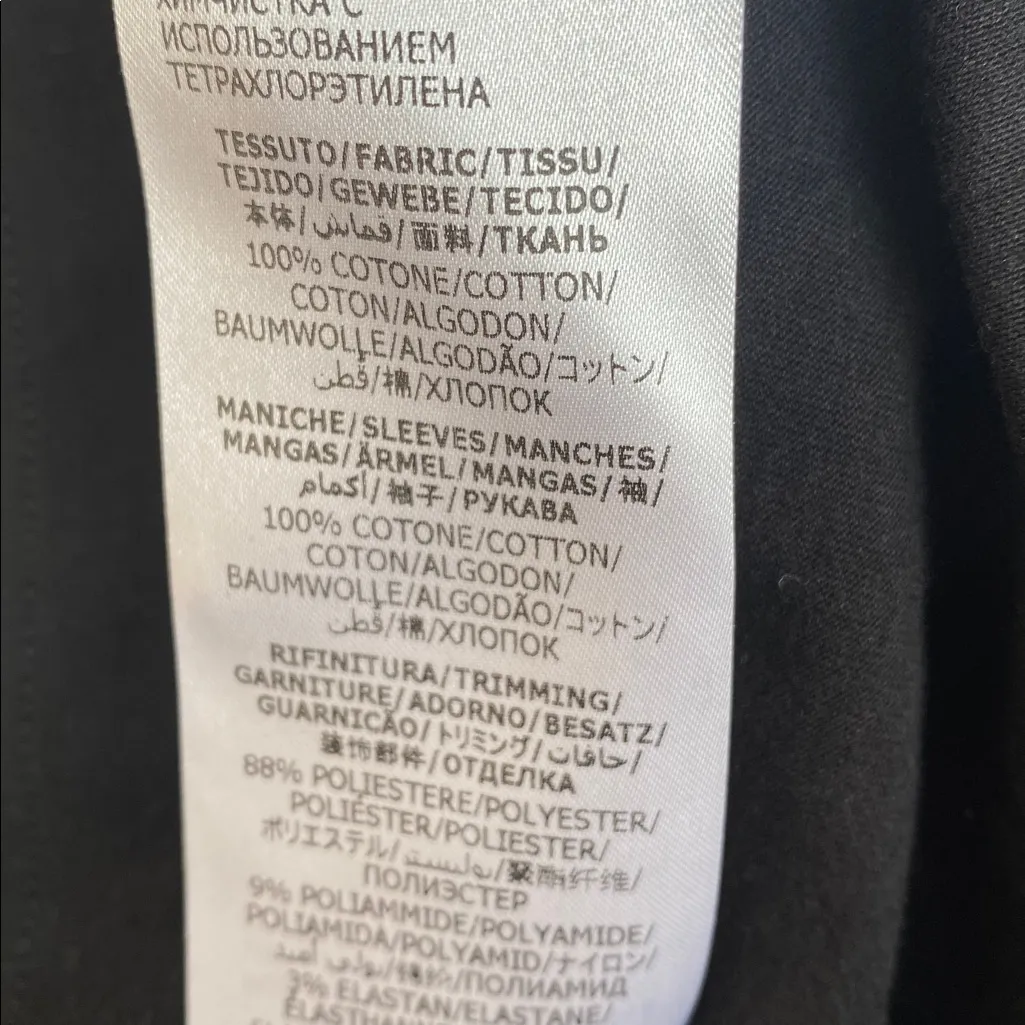 ХИМЧИСТКА С
ИСПОЛЬЗОВАНИЕМ
ТЕТРАХЛОРЭТИЛЕНА
TESSUTO/FABRIC/TISSU/
TEJIDO/GEWEBE/TECIDO/
本体/قماش/面料/ТКАНЬ
100% COTONE/COTTON/
COTON/ALGODON/
BAUMWOLLE/ALGODÃO/コットン/
قطن/棉/ХЛОПОК
MANICHE/SLEEVES/MANCHES/
MANGAS/ÄRMEL/MANGAS/袖/
أكمام/袖子/РУКАВА
100% COTONE/COTTON/
COTON/ALGODON/
BAUMWOLLE/ALGODÃO/コットン/
قطن/棉/ХЛОПОК
RIFINITURA/TRIMMING/
GARNITURE/ADORNO/BESATZ/
GUARNICÃO/トリミング/حافات/
装饰部件/ОТДЕЛКА
88% POLIESTERE/POLYESTER/
POLIÉSTER/POLIESTER/
ポリエステル/بوليستر/聚酯纤维/
ПОЛИЭСТЕР
9% POLIAMMIDE/POLYAMIDE/
POLIAMIDA/POLYAMID/ナイロン/
بولي أميد/锦纶/ПОЛИАМИД
3% ELASTAN/ELASTANE/